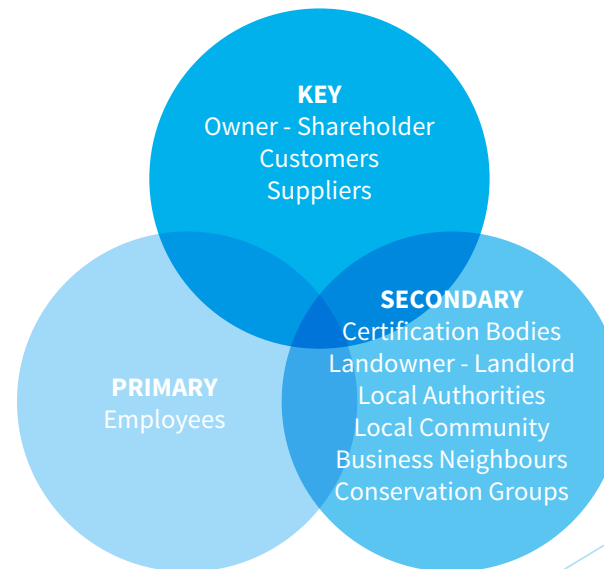 KEY
Owner - Shareholder
Customers
Suppliers
SECONDARY
Certification Bodies
Landowner - Landlord
Local Authorities
Local Community
Business Neighbours
Conservation Groups
PRIMARY
Employees